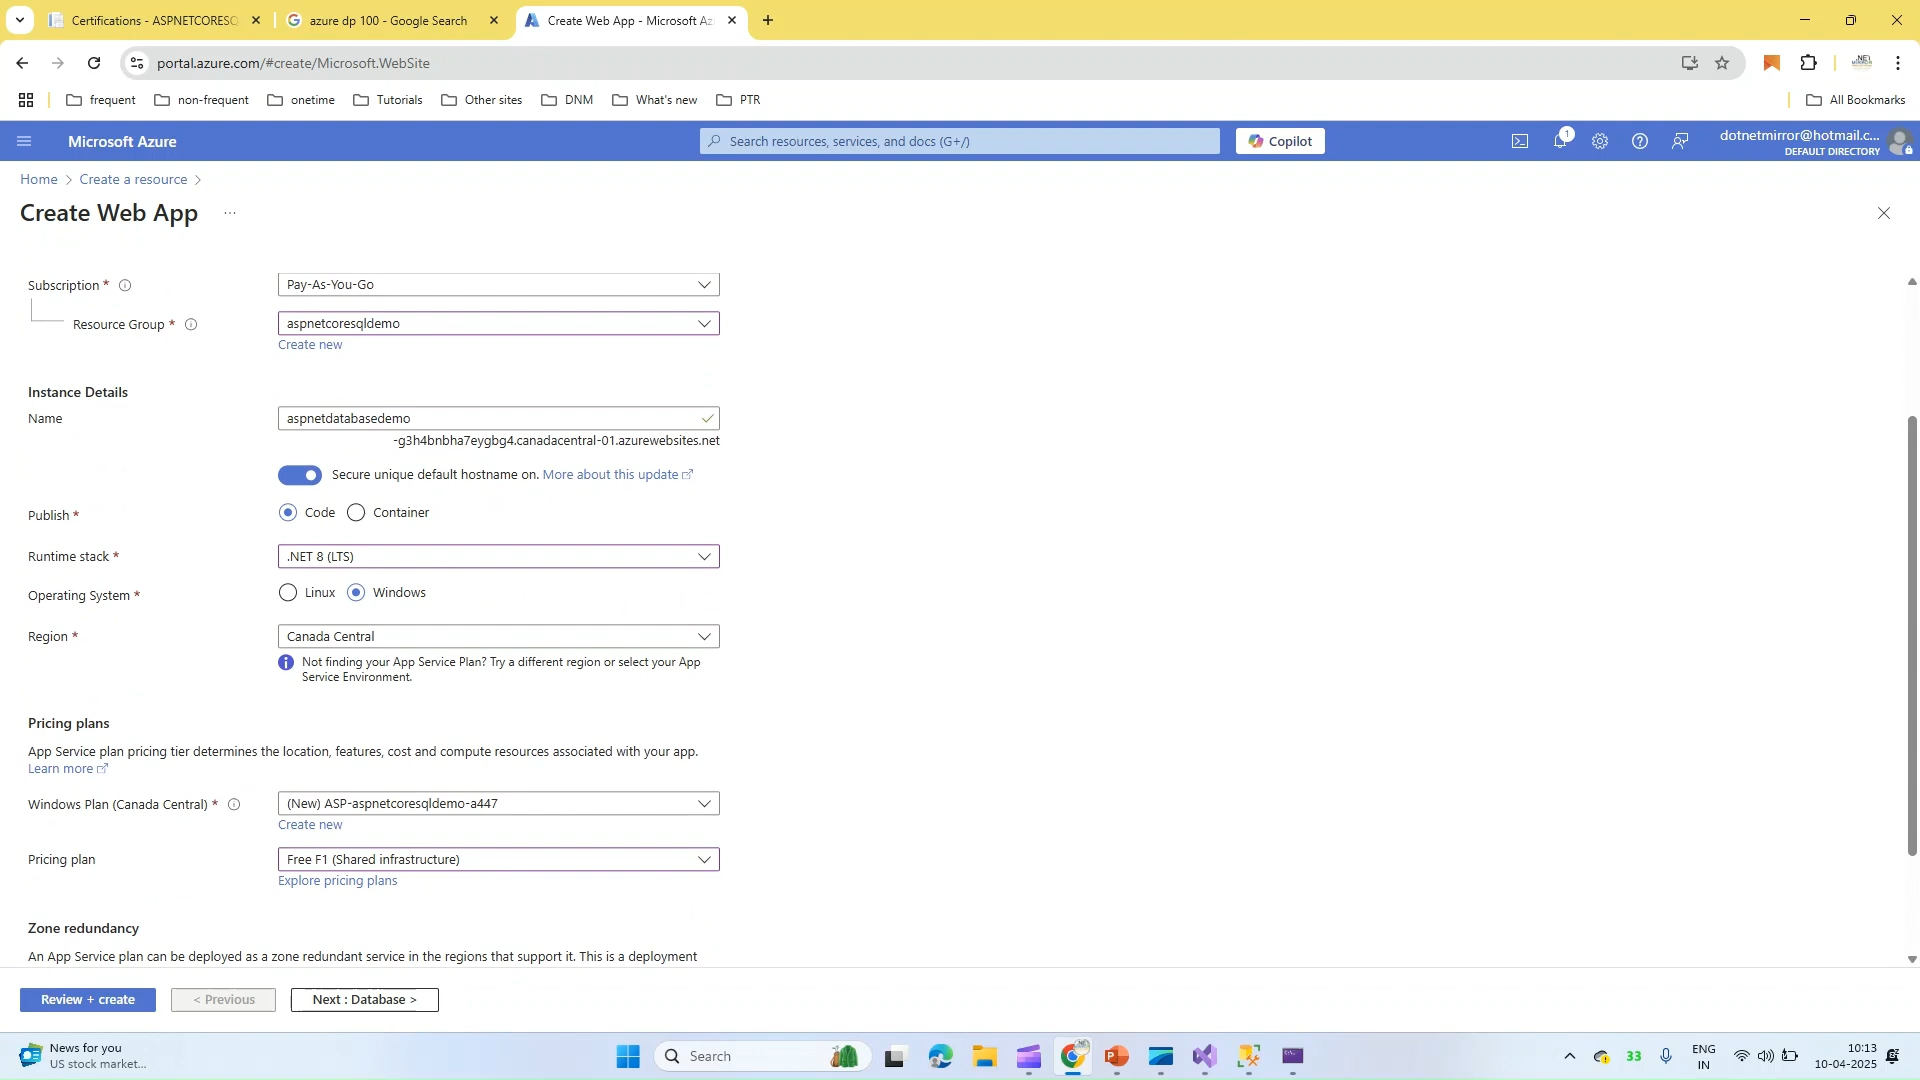 Certifications - ASPNETCORESQ
azure dp 100 - Google Search
Create Web App - Microsoft Az
portal.azure.com/#create/Microsoft.WebSite
frequent
non-frequent
onetime
Tutorials
Other sites
DNM
What's new
PTR
All Bookmarks
Microsoft Azure
Search resources, services, and docs (G+/)
Copilot
1
dotnetmirror@hotmail.c...
DEFAULT DIRECTORY
Home > Create a resource >
Create Web App ...
Subscription *
Pay-As-You-Go
Resource Group *
aspnetcoresqldemo
Create new
Instance Details
Name
aspnetdatabasedemo
-g3h4bnbha7eygbg4.canadacentral-01.azurewebsites.net
Secure unique default hostname on. More about this update
Publish *
Code
Container
Runtime stack *
.NET 8 (LTS)
Operating System *
Linux
Windows
Region *
Canada Central
Not finding your App Service Plan? Try a different region or select your App
Service Environment.
Pricing plans
App Service plan pricing tier determines the location, features, cost and compute resources associated with your app.
Learn more
Windows Plan (Canada Central) *
(New) ASP-aspnetcoresqldemo-a447
Create new
Pricing plan
Free F1 (Shared infrastructure)
Explore pricing plans
Zone redundancy
An App Service plan can be deployed as a zone redundant service in the regions that support it. This is a deployment
Review + create
< Previous
Next : Database >
News for you
US stock market...
Search
33
ENG
IN
10:13
10-04-2025